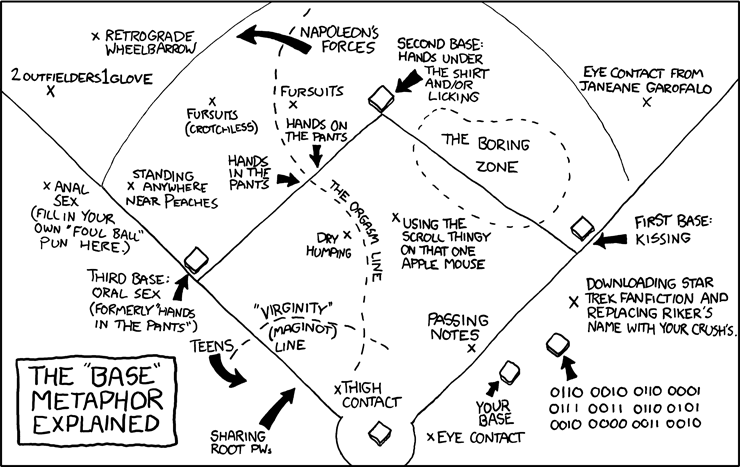 RETROGRADE
WHEELBARROW
NAPOLEON'S
FORCES
SECOND BASE:
HANDS UNDER
THE SHIRT
AND/OR
LICKING
2 OUTFIELDERS 1 GLOVE
EYE CONTACT FROM
JANEANE GAROFALO
FURSUITS
FURSUITS
(CROTCHLESS)
HANDS ON
THE PANTS
THE BORING
ZONE
HANDS
IN THE
PANTS
STANDING
ANYWHERE
NEAR PEACHES
ANAL
SEX
(FILL IN YOUR
OWN "FOUL BALL"
PUN HERE.)
THE ORGASM LINE
DRY
HUMPING
USING THE
SCROLL THINGY
ON THAT ONE
APPLE MOUSE
FIRST BASE:
KISSING
THIRD BASE:
ORAL SEX
(FORMERLY "HANDS
IN THE PANTS")
DOWNLOADING STAR
TREK FANFICTION AND
REPLACING RIKER'S
NAME WITH YOUR CRUSH'S.
"VIRGINITY"
(MAGINOT)
LINE
PASSING
NOTES
TEENS
THE "BASE"
METAPHOR
EXPLAINED
THIGH
CONTACT
SHARING
ROOT PWs
YOUR
BASE
EYE CONTACT
0110 0010 0110 0001
0111 0011 0110 0101
0010 0000 0011 0010